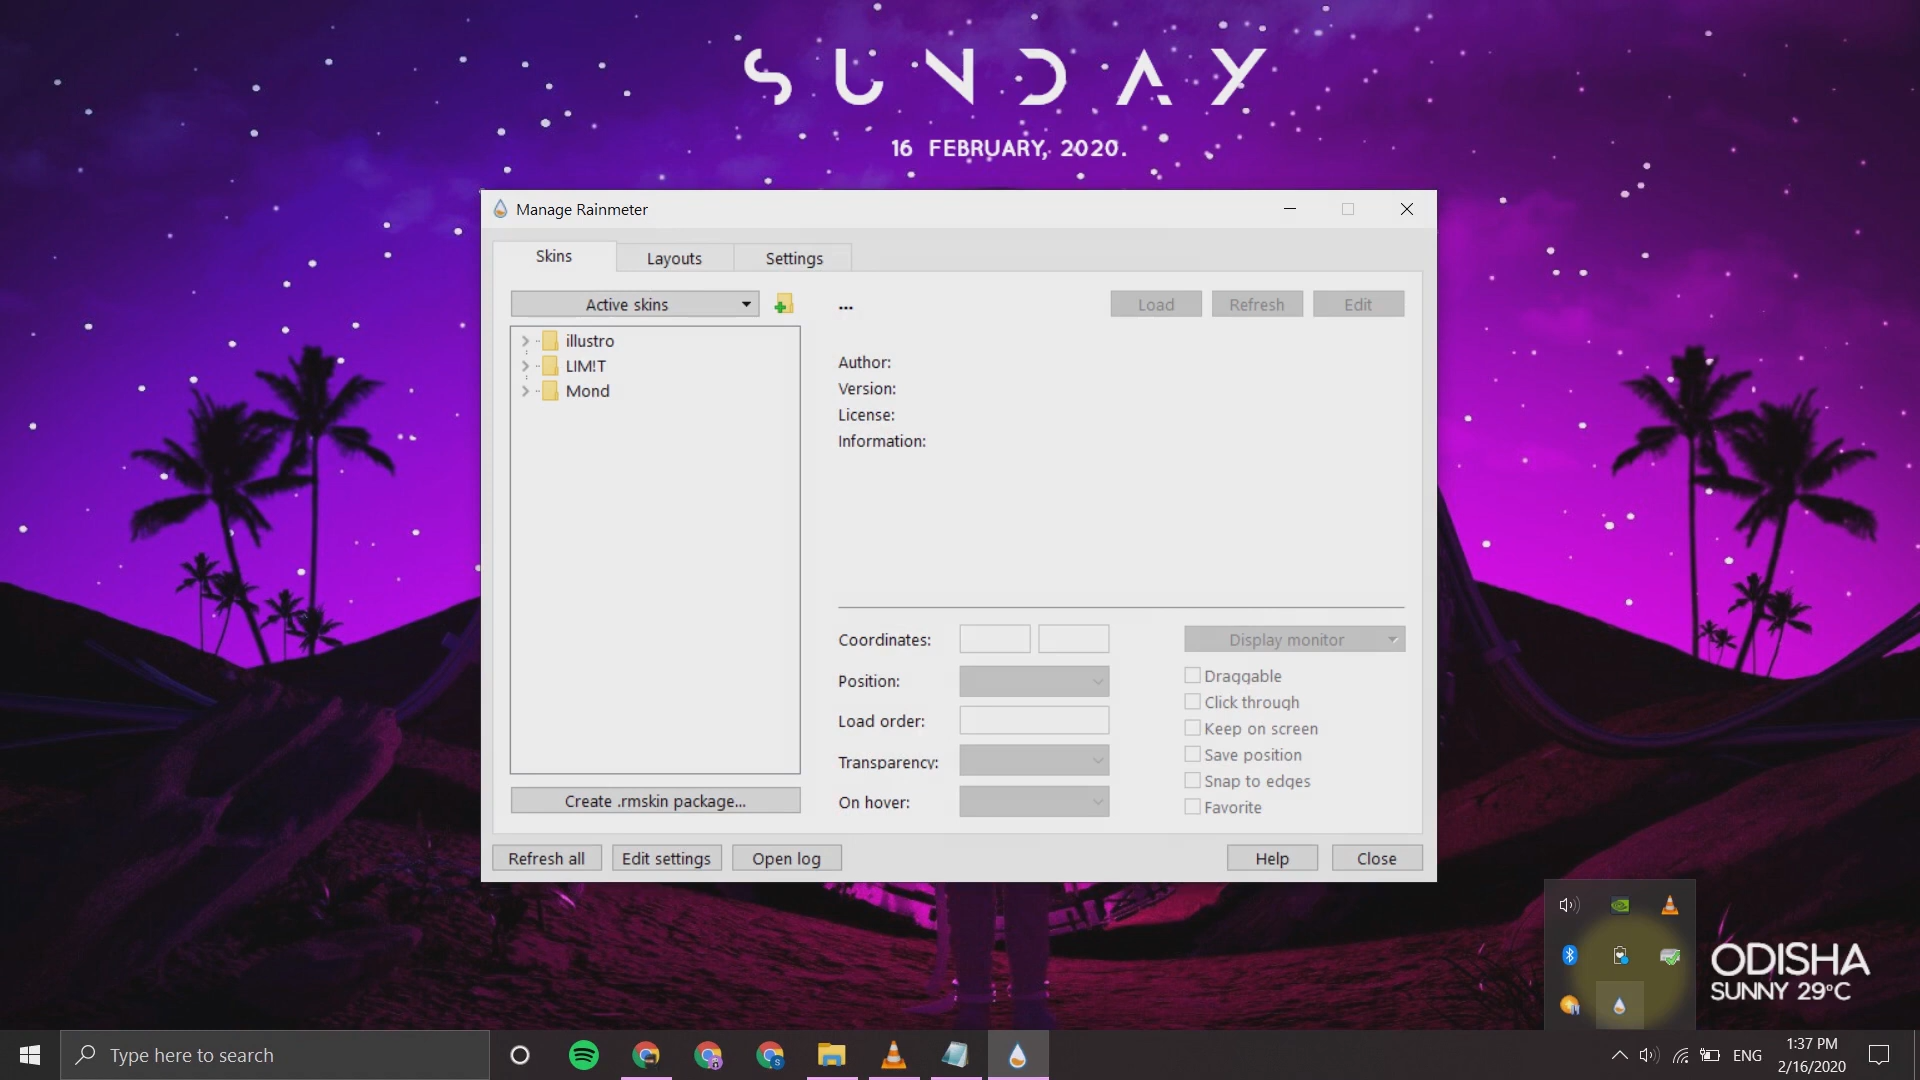 SUNDAY
16 FEBRUARY, 2020.
Manage Rainmeter
Skins
Layouts
Settings
Active skins
...
Load
Refresh
Edit
illustro
LIM!T
Mond
Author:
Version:
License:
Information:
Coordinates:
Display monitor
Position:
Draggable
Click through
Load order:
Keep on screen
Transparency:
Save position
Snap to edges
On hover:
Favorite
Create .rmskin package...
Refresh all
Edit settings
Open log
Help
Close
ODISHA
SUNNY 29°C
Type here to search
S
ENG
1:37 PM
2/16/2020